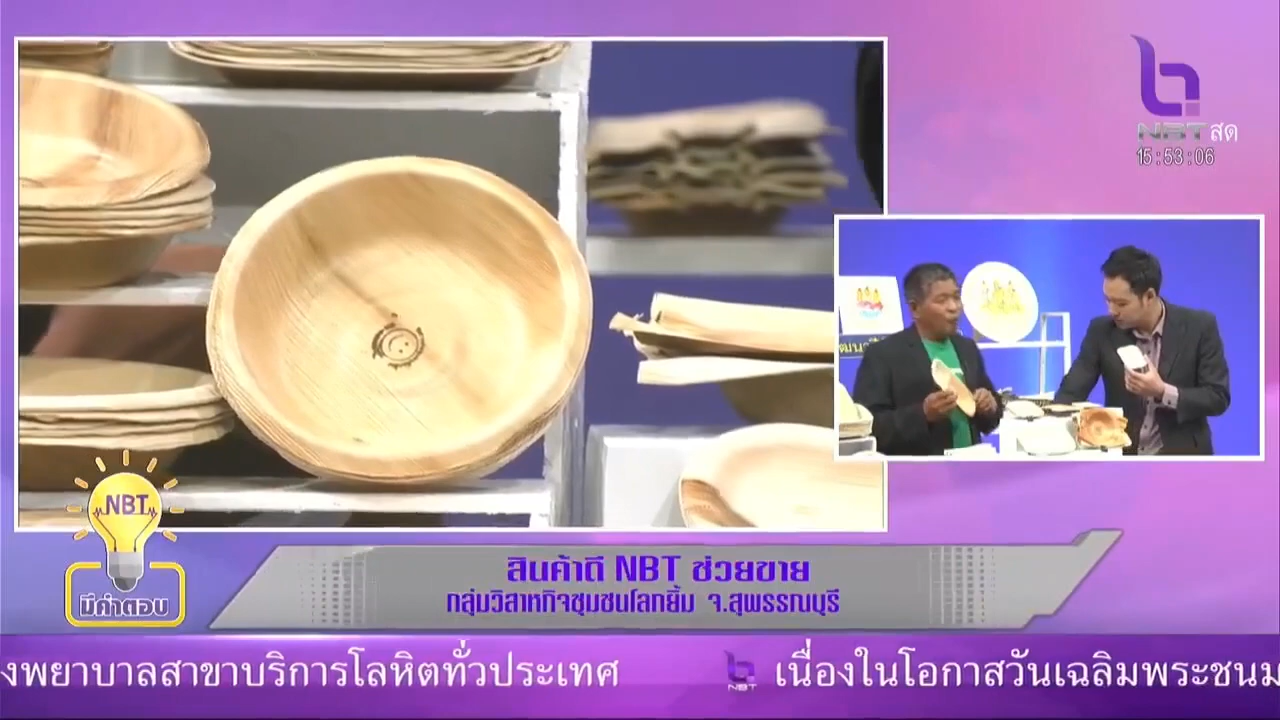 NBT สด
15:53:06
ฒนา
NBT
มีคำตอบ
สินค้าดี NBT ช่วยขาย
กลุ่มวิสาหกิจชุมชนโลกยิ้ม จ.สุพรรณบุรี
งพยาบาลสาขาบริการโลหิตทั่วประเทศ NBT เนื่องในโอกาสวันเฉลิมพระชนม